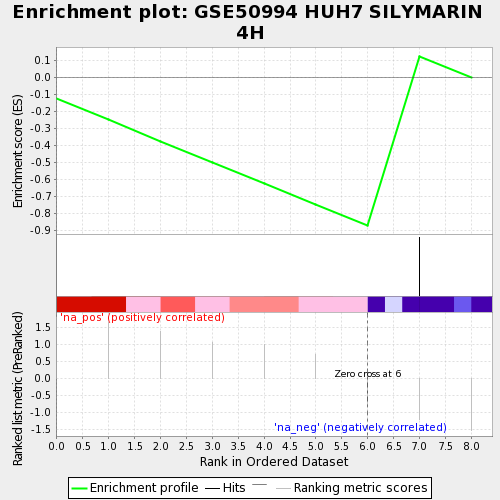 Enrichment plot: GSE50994 HUH7 SILYMARIN
4H
Enrichment score (ES)
0.1
0.0
-0.1
-0.2
-0.3
-0.4
-0.5
-0.6
-0.7
-0.8
-0.9
Ranked list metric (PreRanked)
1.5
1.0
0.5
0.0
-0.5
-1.0
-1.5
'na_pos' (positively correlated)
Zero cross at 6
'na_neg' (negatively correlated)
0.0 0.5 1.0 1.5 2.0 2.5 3.0 3.5 4.0 4.5 5.0 5.5 6.0 6.5 7.0 7.5 8.0
Rank in Ordered Dataset
Enrichment profile Hits Ranking metric scores